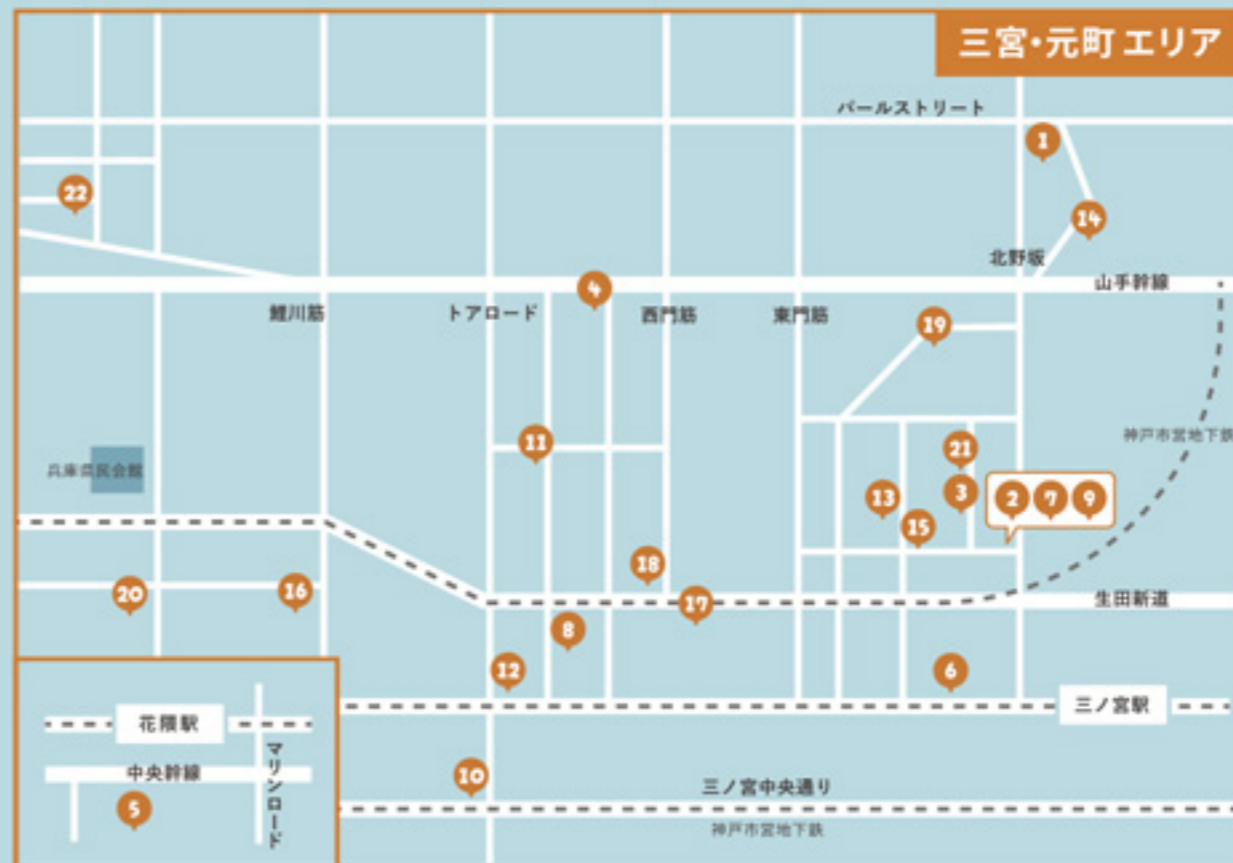 三宮・元町 エリア
パールストリート
1
22
14
北野坂
山手幹線
4
鯉川筋
トアロード
西門筋
東門筋
19
神戸市営地下鉄
11
21
兵庫県民会館
13
3
2 7 9
15
18
20
16
17
生田新道
8
12
6
三ノ宮駅
花隈駅
マリンロード
中央幹線
5
10
三ノ宮中央通り
神戸市営地下鉄